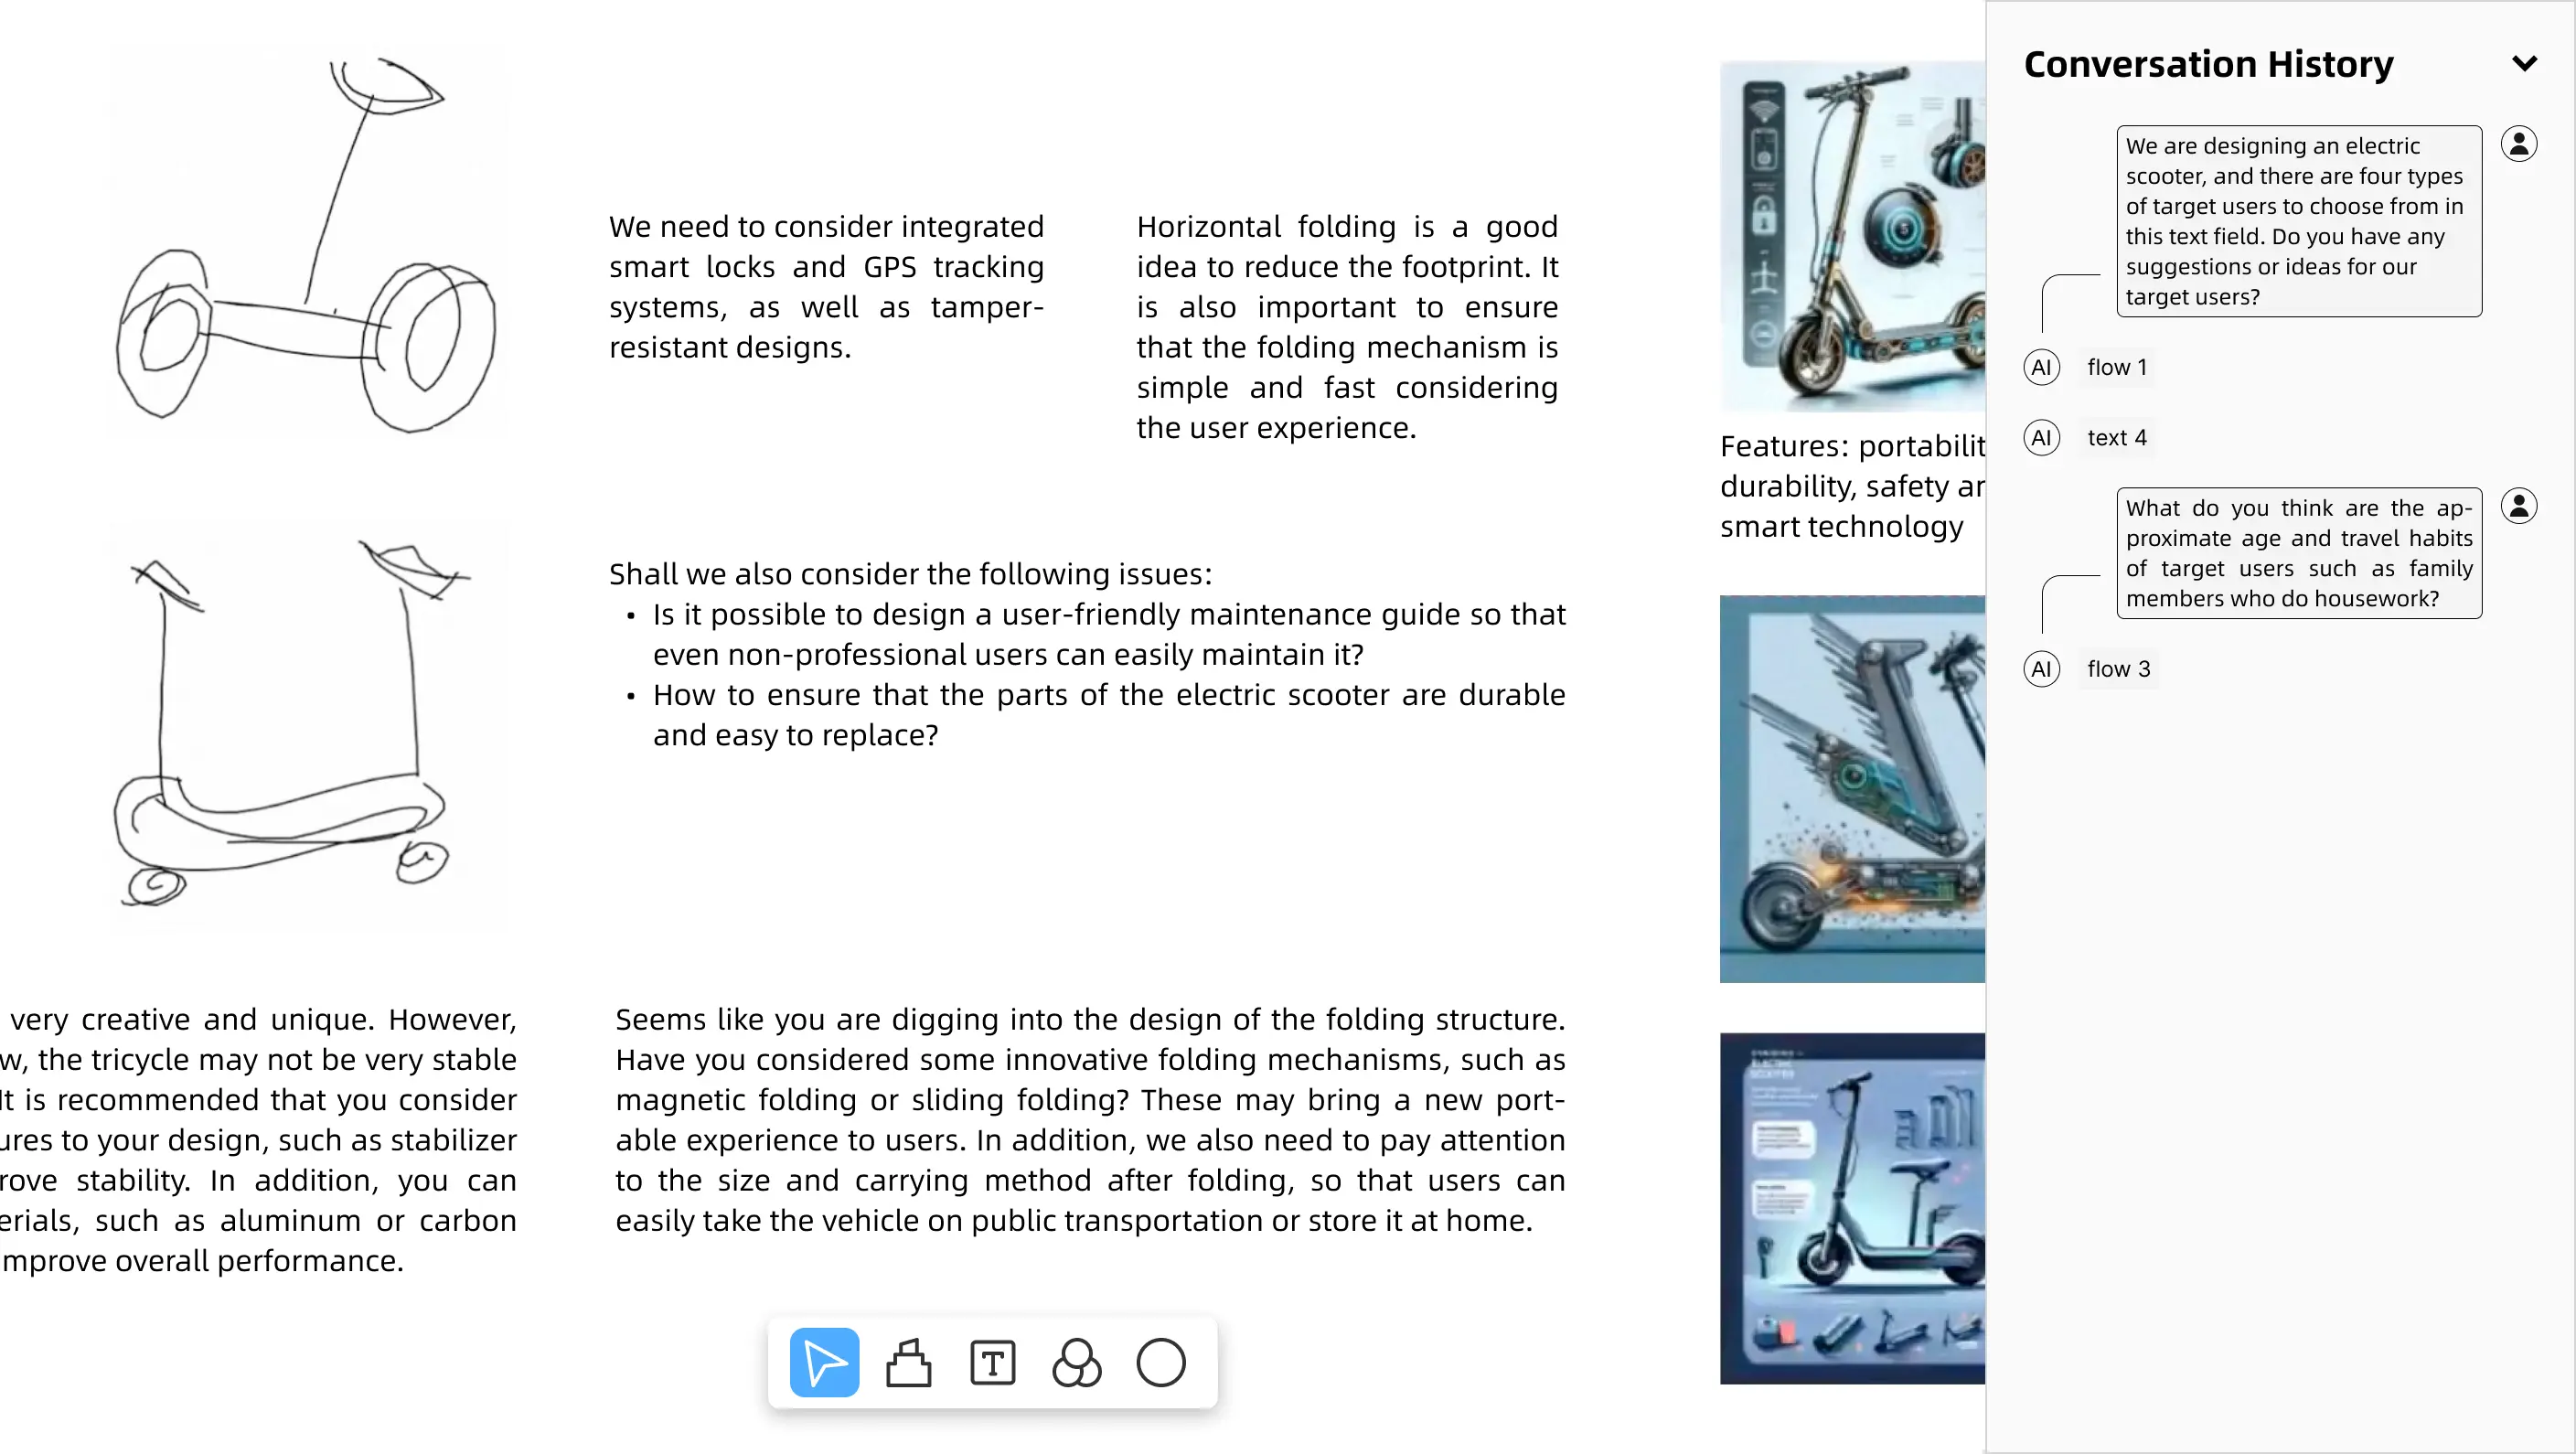 We need to consider integrated
smart locks and GPS tracking
systems, as well as tamper-
resistant designs.
Horizontal folding is a good
idea to reduce the footprint. It
is also important to ensure
that the folding mechanism is
simple and fast considering
the user experience.
Features: portabilit
durability, safety ar
smart technology
Shall we also consider the following issues:
• Is it possible to design a user-friendly maintenance guide so that
even non-professional users can easily maintain it?
• How to ensure that the parts of the electric scooter are durable
and easy to replace?
very creative and unique. However,
w, the tricycle may not be very stable
It is recommended that you consider
ures to your design, such as stabilizer
rove stability. In addition, you can
erials, such as aluminum or carbon
mprove overall performance.
Seems like you are digging into the design of the folding structure.
Have you considered some innovative folding mechanisms, such as
magnetic folding or sliding folding? These may bring a new port-
able experience to users. In addition, we also need to pay attention
to the size and carrying method after folding, so that users can
easily take the vehicle on public transportation or store it at home.
T
Conversation History
We are designing an electric
scooter, and there are four types
of target users to choose from in
this text field. Do you have any
suggestions or ideas for our
target users?
AI flow 1
AI text 4
What do you think are the ap-
proximate age and travel habits
of target users such as family
members who do housework?
AI flow 3